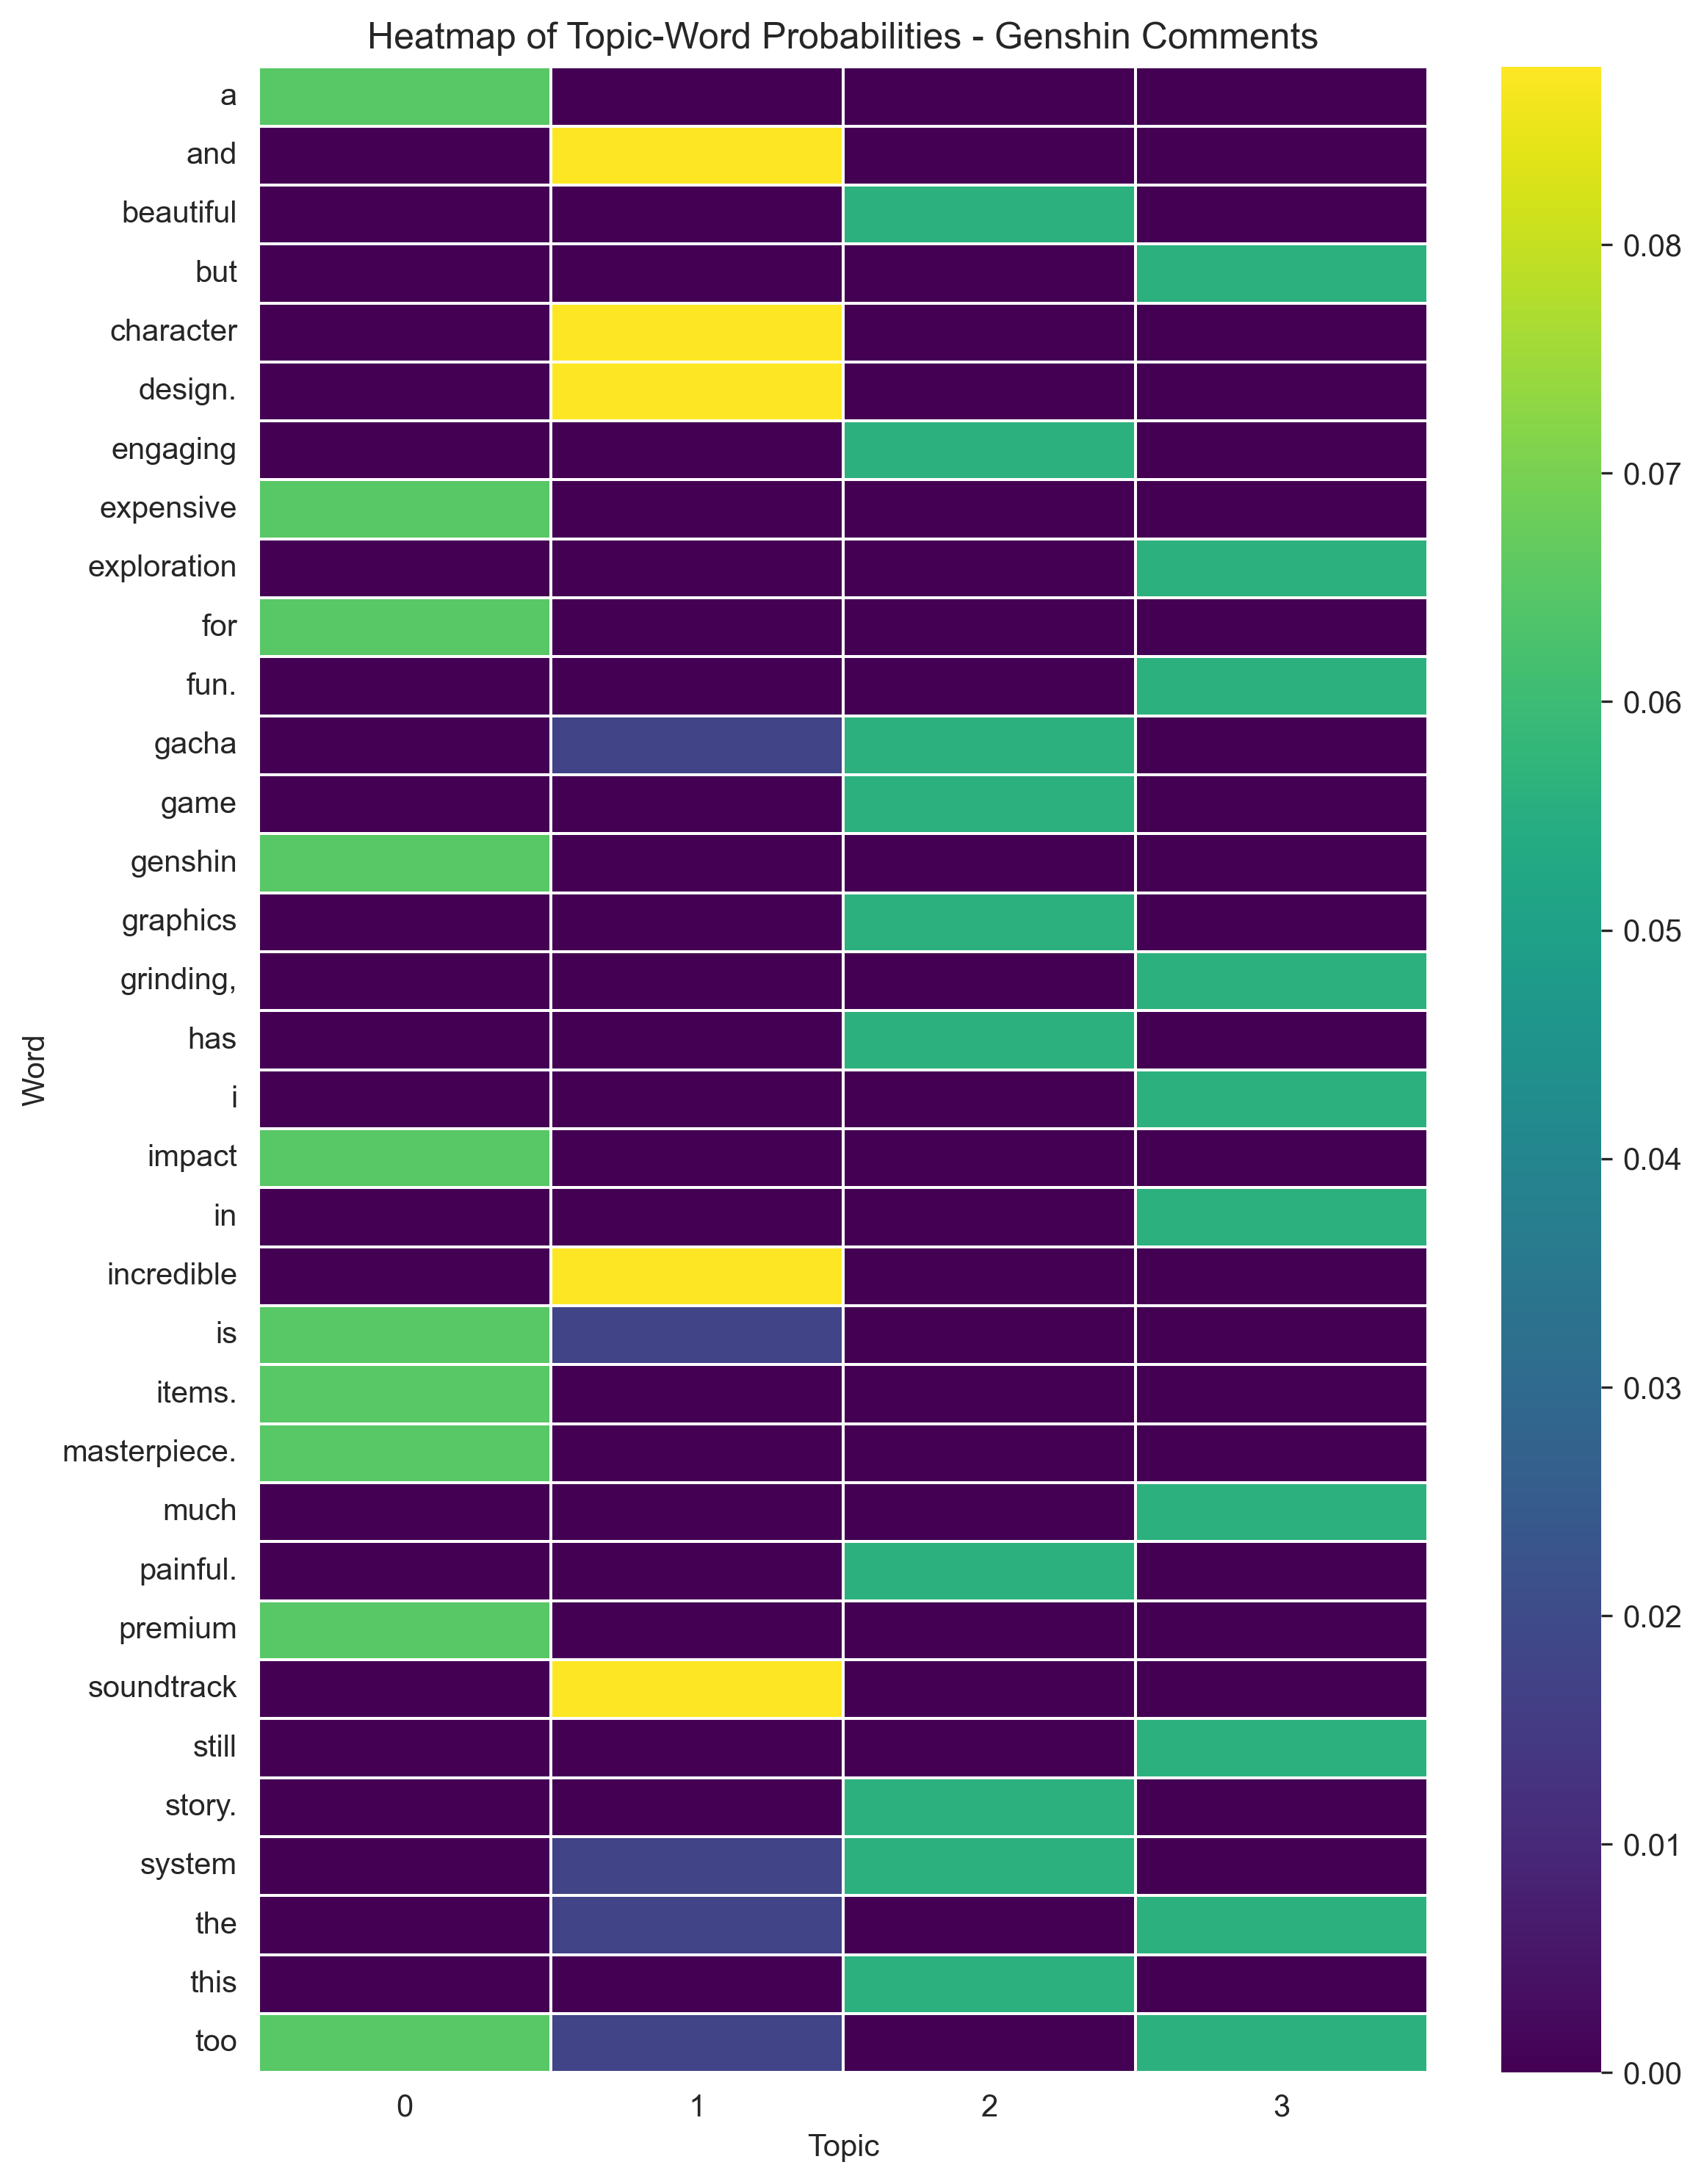 Heatmap of Topic-Word Probabilities - Genshin Comments
a
and
beautiful
but
character
design.
engaging
expensive
exploration
for
fun.
gacha
game
genshin
graphics
grinding,
has
i
impact
in
incredible
is
items.
masterpiece.
much
painful.
premium
soundtrack
still
story.
system
the
this
too
Word
0 1 2 3
Topic
0.08
0.07
0.06
0.05
0.04
0.03
0.02
0.01
0.00